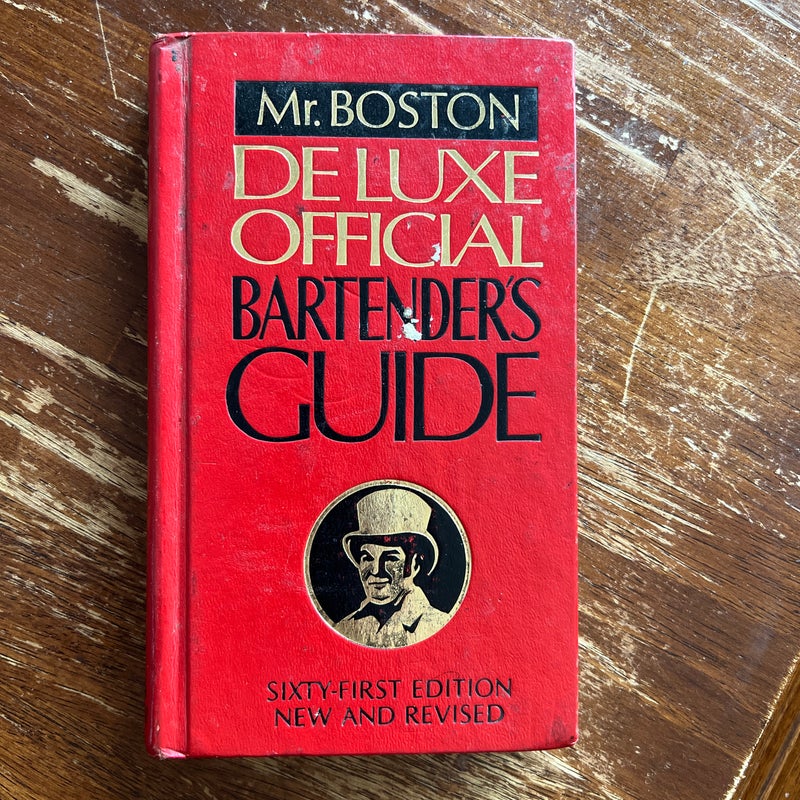 Mr. BOSTON
DE LUXE
OFFICIAL
BARTENDER'S
GUIDE
SIXTY-FIRST EDITION
NEW AND REVISED